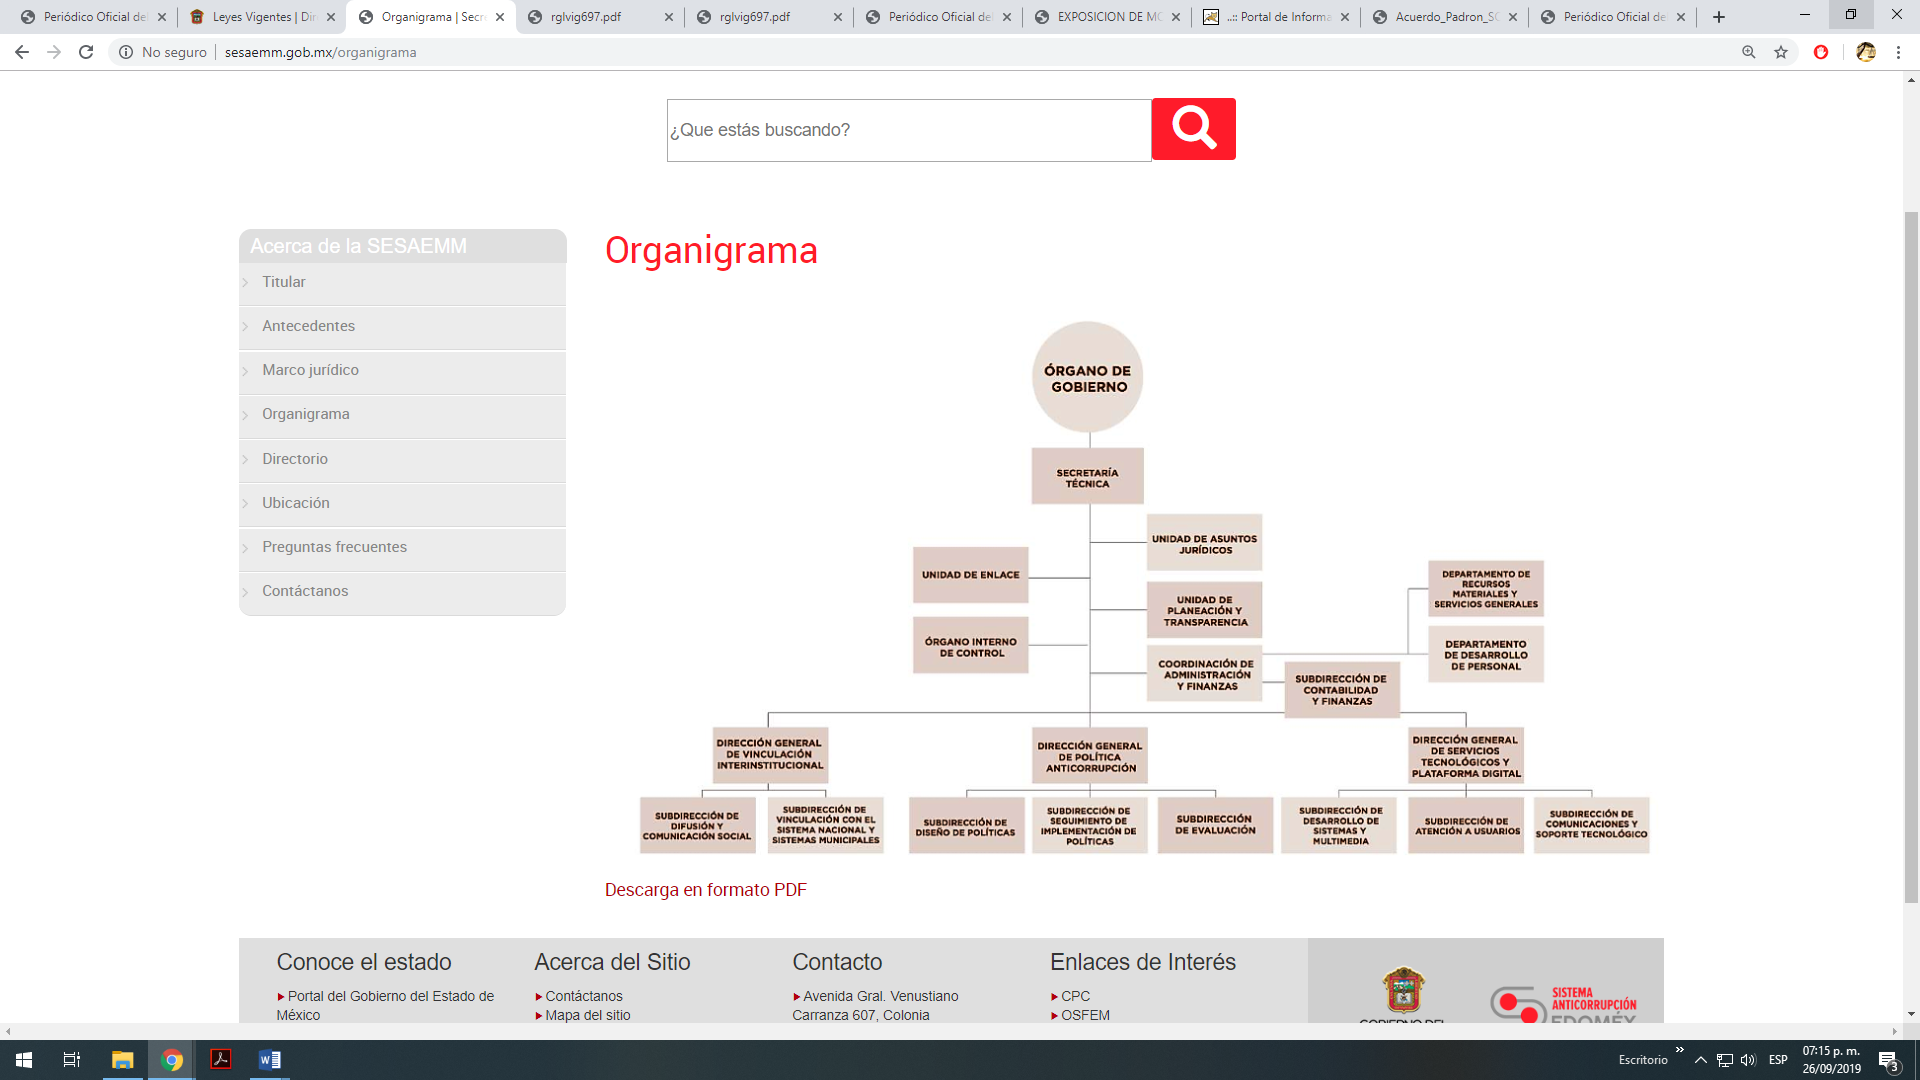 Periódico Oficial del
Leyes Vigentes | Dir
Organigrama | Secre
rglvig697.pdf
rglvig697.pdf
Periódico Oficial del
EXPOSICION DE MO
..:: Portal de Informa
Acuerdo_Padron_SC
Periódico Oficial del
No seguro
sesaemm.gob.mx/organigrama
¿Que estás buscando?
Acerca de la SESAEMM
Titular
Antecedentes
Marco jurídico
Organigrama
Directorio
Ubicación
Preguntas frecuentes
Contáctanos
Organigrama
ÓRGANO DE
GOBIERNO
SECRETARÍA
TÉCNICA
UNIDAD DE ASUNTOS
JURÍDICOS
UNIDAD DE ENLACE
UNIDAD DE
PLANEACIÓN Y
TRANSPARENCIA
ÓRGANO INTERNO
DE CONTROL
COORDINACIÓN DE
ADMINISTRACIÓN
Y FINANZAS
DEPARTAMENTO DE
RECURSOS
MATERIALES Y
SERVICIOS GENERALES
DEPARTAMENTO
DE DESARROLLO
DE PERSONAL
SUBDIRECCIÓN DE
CONTABILIDAD
Y FINANZAS
DIRECCIÓN GENERAL
DE VINCULACIÓN
INTERINSTITUCIONAL
DIRECCIÓN GENERAL
DE POLÍTICA
ANTICORRUPCIÓN
DIRECCIÓN GENERAL
DE SERVICIOS
TECNOLÓGICOS Y
PLATAFORMA DIGITAL
SUBDIRECCIÓN DE
DIFUSIÓN Y
COMUNICACIÓN SOCIAL
SUBDIRECCIÓN DE
VINCULACIÓN CON EL
SISTEMA NACIONAL Y
SISTEMAS MUNICIPALES
SUBDIRECCIÓN DE
DISEÑO DE POLÍTICAS
SUBDIRECCIÓN DE
SEGUIMIENTO DE
IMPLEMENTACIÓN DE
POLÍTICAS
SUBDIRECCIÓN
DE EVALUACIÓN
SUBDIRECCIÓN DE
DESARROLLO DE
SISTEMAS Y
MULTIMEDIA
SUBDIRECCIÓN DE
ATENCIÓN A USUARIOS
SUBDIRECCIÓN DE
COMUNICACIONES Y
SOPORTE TECNOLÓGICO
Descarga en formato PDF
Conoce el estado
Portal del Gobierno del Estado de
México
Acerca del Sitio
Contáctanos
Mapa del sitio
Contacto
Avenida Gral. Venustiano
Carranza 607, Colonia
Enlaces de Interés
CPC
OSFEM
GOBIERNO DEL
SISTEMA
ANTICORRUPCIÓN
EDOMÉX
Escritorio
ESP
07:15 p. m.
26/09/2019
3